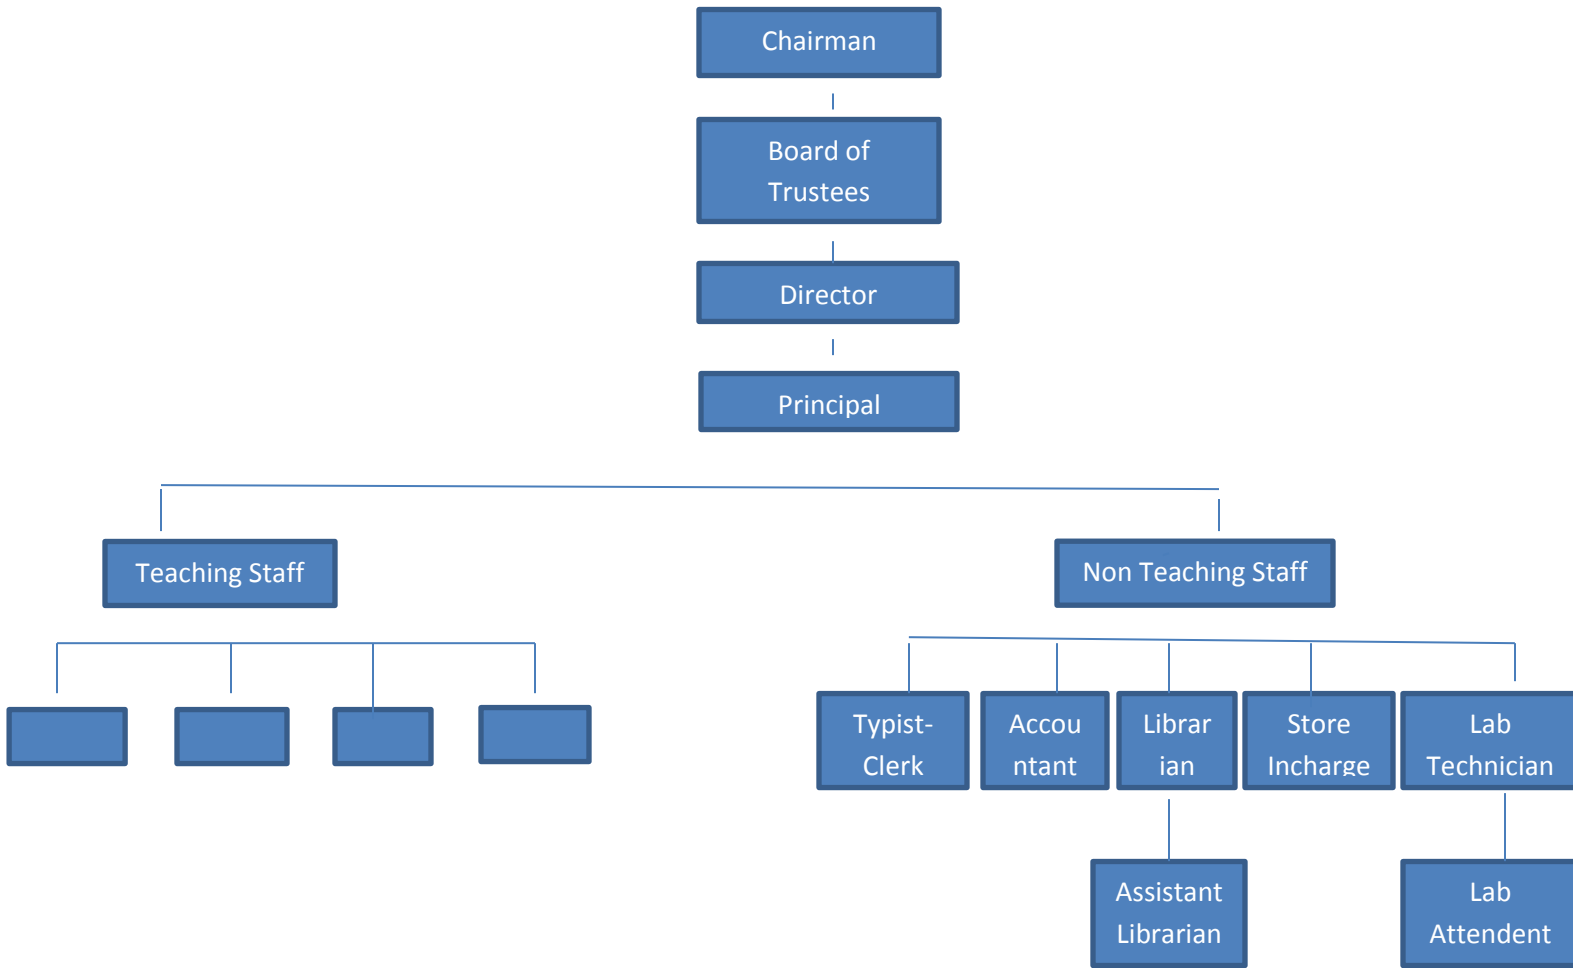 Chairman
Board of
Trustees
Director
Principal
Teaching Staff
Non Teaching Staff
Typist-
Clerk
Accou
ntant
Librar
ian
Store
Incharge
Lab
Technician
Assistant
Librarian
Lab
Attendent